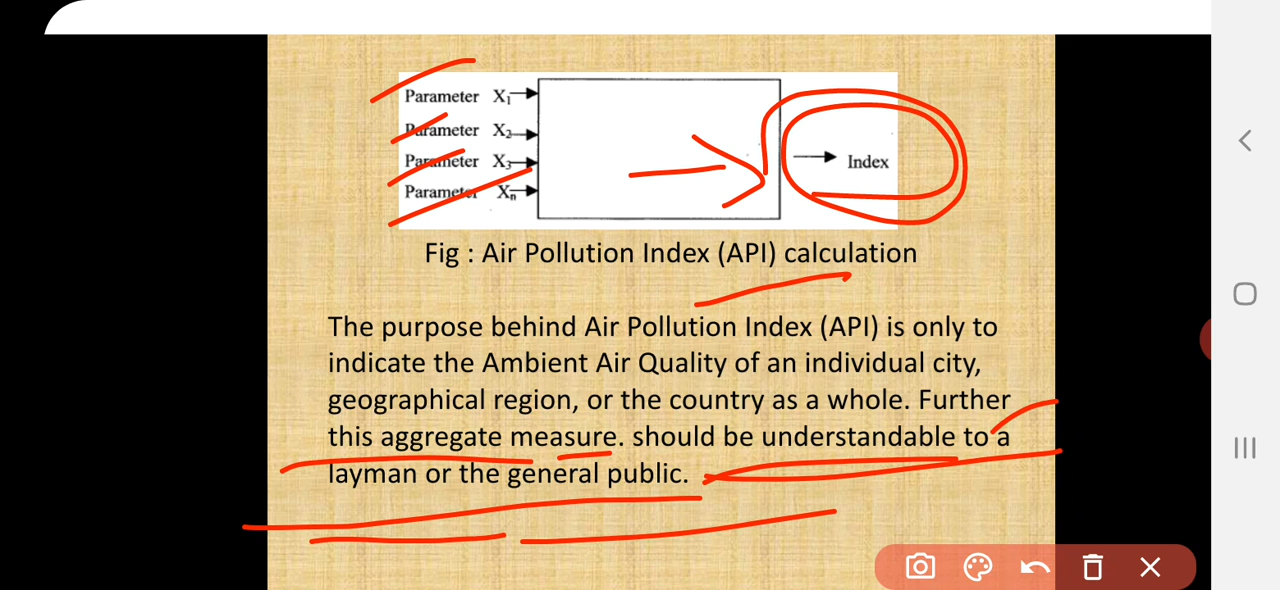 Parameter X1
Parameter X2
Parameter X3
Parameter Xn
Index
Fig : Air Pollution Index (API) calculation
The purpose behind Air Pollution Index (API) is only to
indicate the Ambient Air Quality of an individual city,
geographical region, or the country as a whole. Further
this aggregate measure. should be understandable to a
layman or the general public.